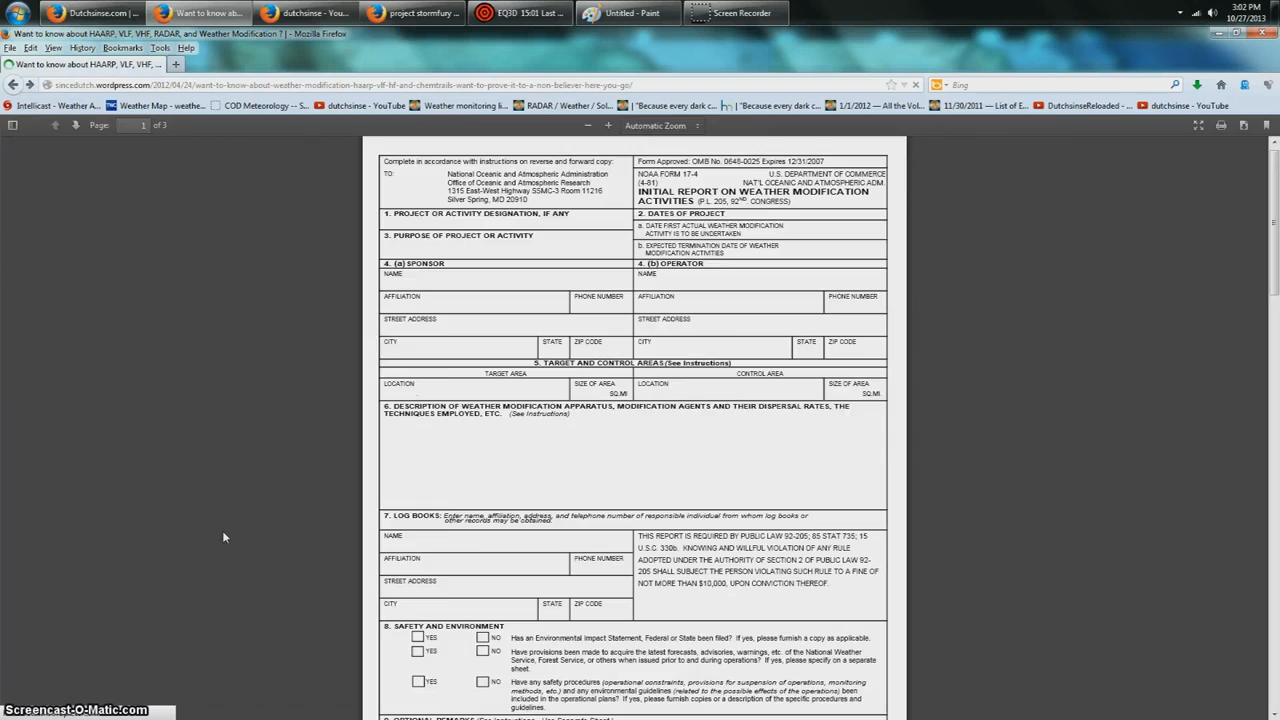 Dutchsinse.com | ...
Want to know ab...
dutchsinse - You...
project stormfury ...
EQ3D 15:01 Last ...
Untitled - Paint
Screen Recorder
3:02 PM
10/27/2013
Want to know about HAARP, VLF, VHF, RADAR, and Weather Modification ? | - Mozilla Firefox
File Edit View History Bookmarks Tools Help
Want to know about HAARP, VLF, VHF, ...
sincedutch.wordpress.com/2012/04/24/want-to-know-about-weather-modification-haarp-vlf-hf-and-chemtrails-want-to-prove-it-to-a-non-believer-here-you-go/
Bing
Intellicast - Weather A...
Weather Map - weathe...
COD Meteorology -- S...
dutchsinse - YouTube
Weather monitoring li...
RADAR / Weather / Sol...
| "Because every dark c...
| "Because every dark c...
1/1/2012 — All the Vol...
11/30/2011 — List of E...
DutchsinseReloaded - ...
dutchsinse - YouTube
Page: 1 of 3
Automatic Zoom
Complete in accordance with instructions on reverse and forward copy:
Form Approved: OMB No. 0648-0025 Expires 12/31/2007
TO: National Oceanic and Atmospheric Administration
Office of Oceanic and Atmospheric Research
1315 East-West Highway SSMC-3 Room 11216
Silver Spring, MD 20910
NOAA FORM 17-4 U.S. DEPARTMENT OF COMMERCE
(4-81) NAT'L OCEANIC AND ATMOSPHERIC ADM.
INITIAL REPORT ON WEATHER MODIFICATION
ACTIVITIES (P.L. 205, 92ND. CONGRESS)
1. PROJECT OR ACTIVITY DESIGNATION, IF ANY
2. DATES OF PROJECT
a. DATE FIRST ACTUAL WEATHER MODIFICATION
ACTIVITY IS TO BE UNDERTAKEN
3. PURPOSE OF PROJECT OR ACTIVITY
b. EXPECTED TERMINATION DATE OF WEATHER
MODIFICATION ACTIVITIES
4. (a) SPONSOR
4. (b) OPERATOR
NAME
NAME
AFFILIATION PHONE NUMBER
AFFILIATION PHONE NUMBER
STREET ADDRESS
STREET ADDRESS
CITY STATE ZIP CODE
CITY STATE ZIP CODE
5. TARGET AND CONTROL AREAS (See Instructions)
TARGET AREA
CONTROL AREA
LOCATION SIZE OF AREA
SQ.MI
LOCATION SIZE OF AREA
SQ.MI.
6. DESCRIPTION OF WEATHER MODIFICATION APPARATUS, MODIFICATION AGENTS AND THEIR DISPERSAL RATES, THE
TECHNIQUES EMPLOYED, ETC. (See Instructions)
7. LOG BOOKS: Enter name, affiliation, address, and telephone number of responsible individual from whom log books or
other records may be obtained.
NAME
AFFILIATION PHONE NUMBER
STREET ADDRESS
CITY STATE ZIP CODE
THIS REPORT IS REQUIRED BY PUBLIC LAW 92-205; 85 STAT 735; 15
U.S.C. 330b. KNOWING AND WILLFUL VIOLATION OF ANY RULE
ADOPTED UNDER THE AUTHORITY OF SECTION 2 OF PUBLIC LAW 92-
205 SHALL SUBJECT THE PERSON VIOLATING SUCH RULE TO A FINE OF
NOT MORE THAN $10,000, UPON CONVICTION THEREOF.
8. SAFETY AND ENVIRONMENT
YES NO Has an Environmental Impact Statement, Federal or State been filed? If yes, please furnish a copy as applicable.
YES NO Have provisions been made to acquire the latest forecasts, advisories, warnings, etc. of the National Weather
Service, Forest Service, or others when issued prior to and during operations? If yes, please specify on a separate
sheet.
YES NO Have any safety procedures (operational constraints, provisions for suspension of operations, monitoring
methods, etc.) and any environmental guidelines (related to the possible effects of the operations) been
included in the operational plans? If yes, please furnish copies or a description of the specific procedures and
guidelines.
9. OPTIONAL REMARKS (See Instructions. Use Separate Sheet.)
Screencast-O-Matic.com